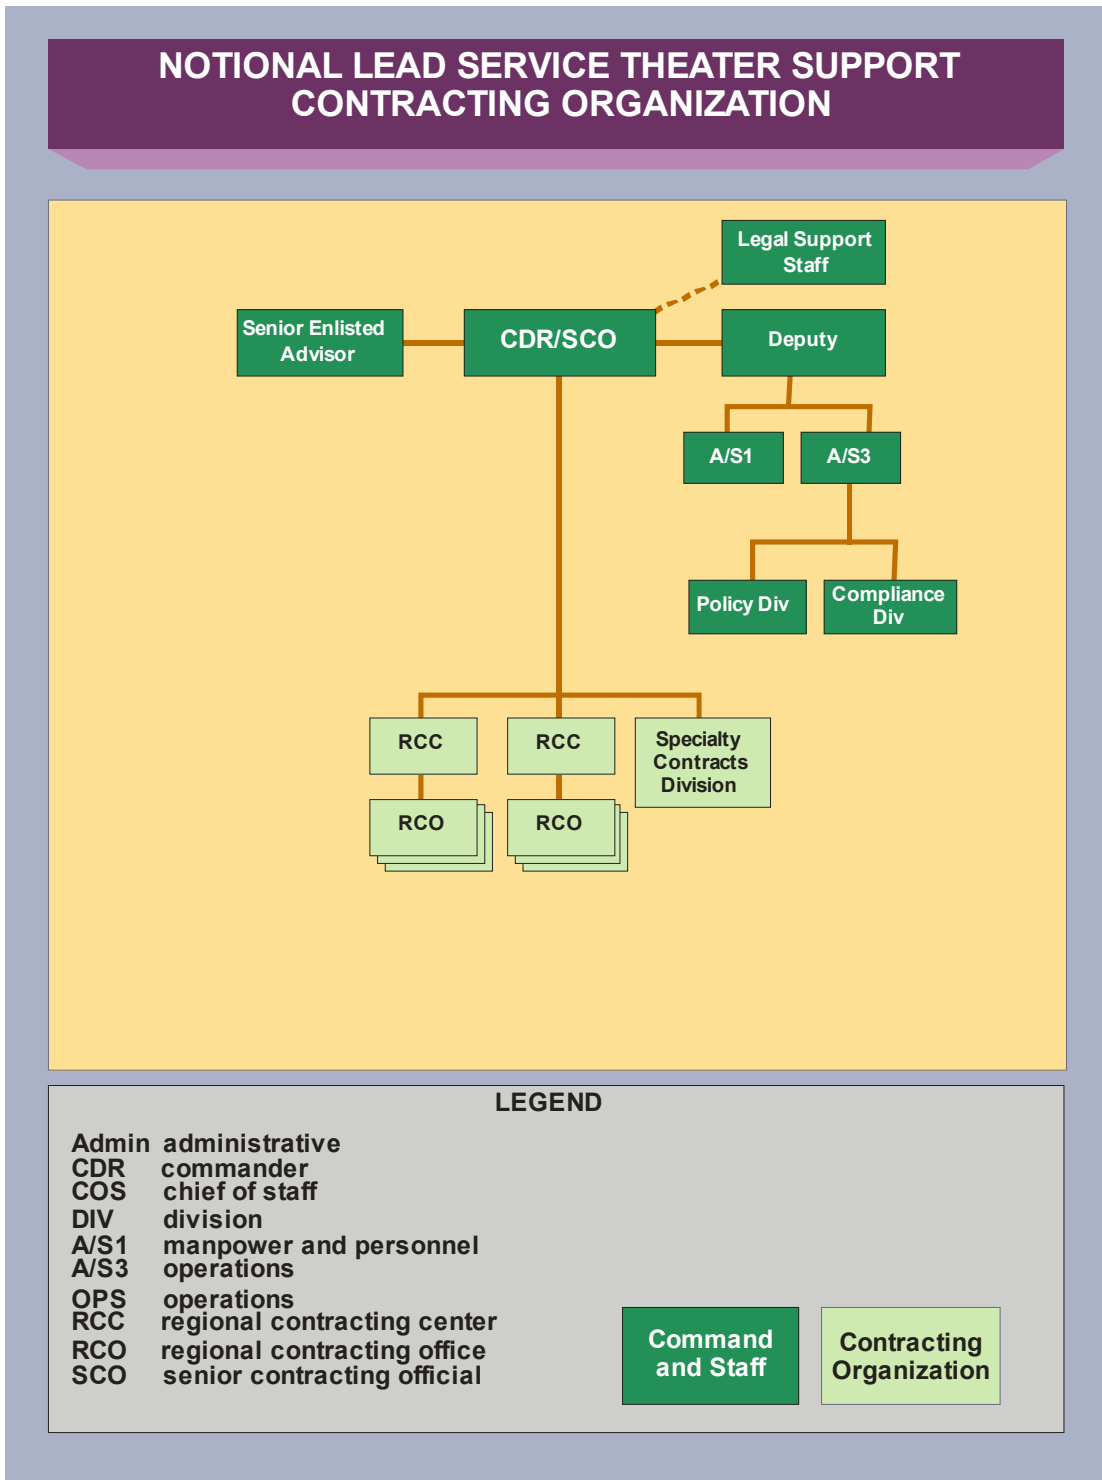 NOTIONAL LEAD SERVICE THEATER SUPPORT
CONTRACTING ORGANIZATION
Legal Support
Staff
Senior Enlisted
Advisor
CDR/SCO
Deputy
A/S1
A/S3
Policy Div
Compliance
Div
RCC
RCC
Specialty
Contracts
Division
RCO
RCO
LEGEND
Admin administrative
CDR commander
COS chief of staff
DIV division
A/S1 manpower and personnel
A/S3 operations
OPS operations
RCC regional contracting center
RCO regional contracting office
SCO senior contracting official
Command
and Staff
Contracting
Organization